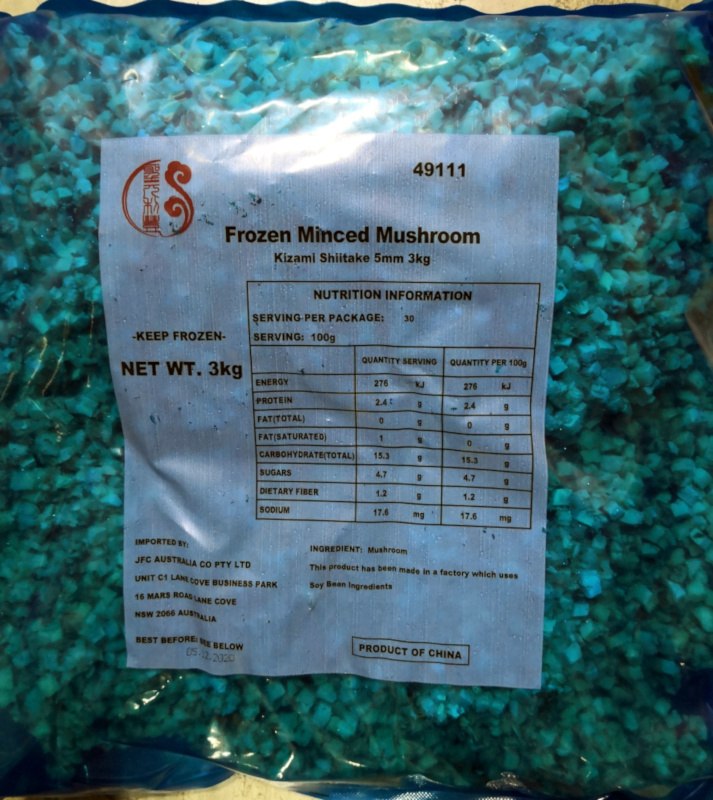 49111
Frozen Minced Mushroom
Kizami Shiitake 5mm 3kg
NUTRITION INFORMATION
SERVING PER PACKAGE: 30
SERVING: 100g
QUANTITY SERVING QUANTITY PER 100g
ENERGY 276 kJ 276 kJ
PROTEIN 2.4 g 2.4 g
FAT(TOTAL) 0 g 0 g
FAT(SATURATED) 1 g 0 g
CARBOHYDRATE(TOTAL) 15.3 g 15.3 g
SUGARS 4.7 g 4.7 g
DIETARY FIBER 1.2 g 1.2 g
SODIUM 17.6 mg 17.6 mg
-KEEP FROZEN-
NET WT. 3kg
IMPORTED BY:
JFC AUSTRALIA CO PTY LTD
UNIT C1 LANE COVE BUSINESS PARK
16 MARS ROAD LANE COVE
NSW 2066 AUSTRALIA
BEST BEFORE: SEE BELOW
INGREDIENT: Mushroom
This product has been made in a factory which uses
Soy Bean Ingredients
PRODUCT OF CHINA